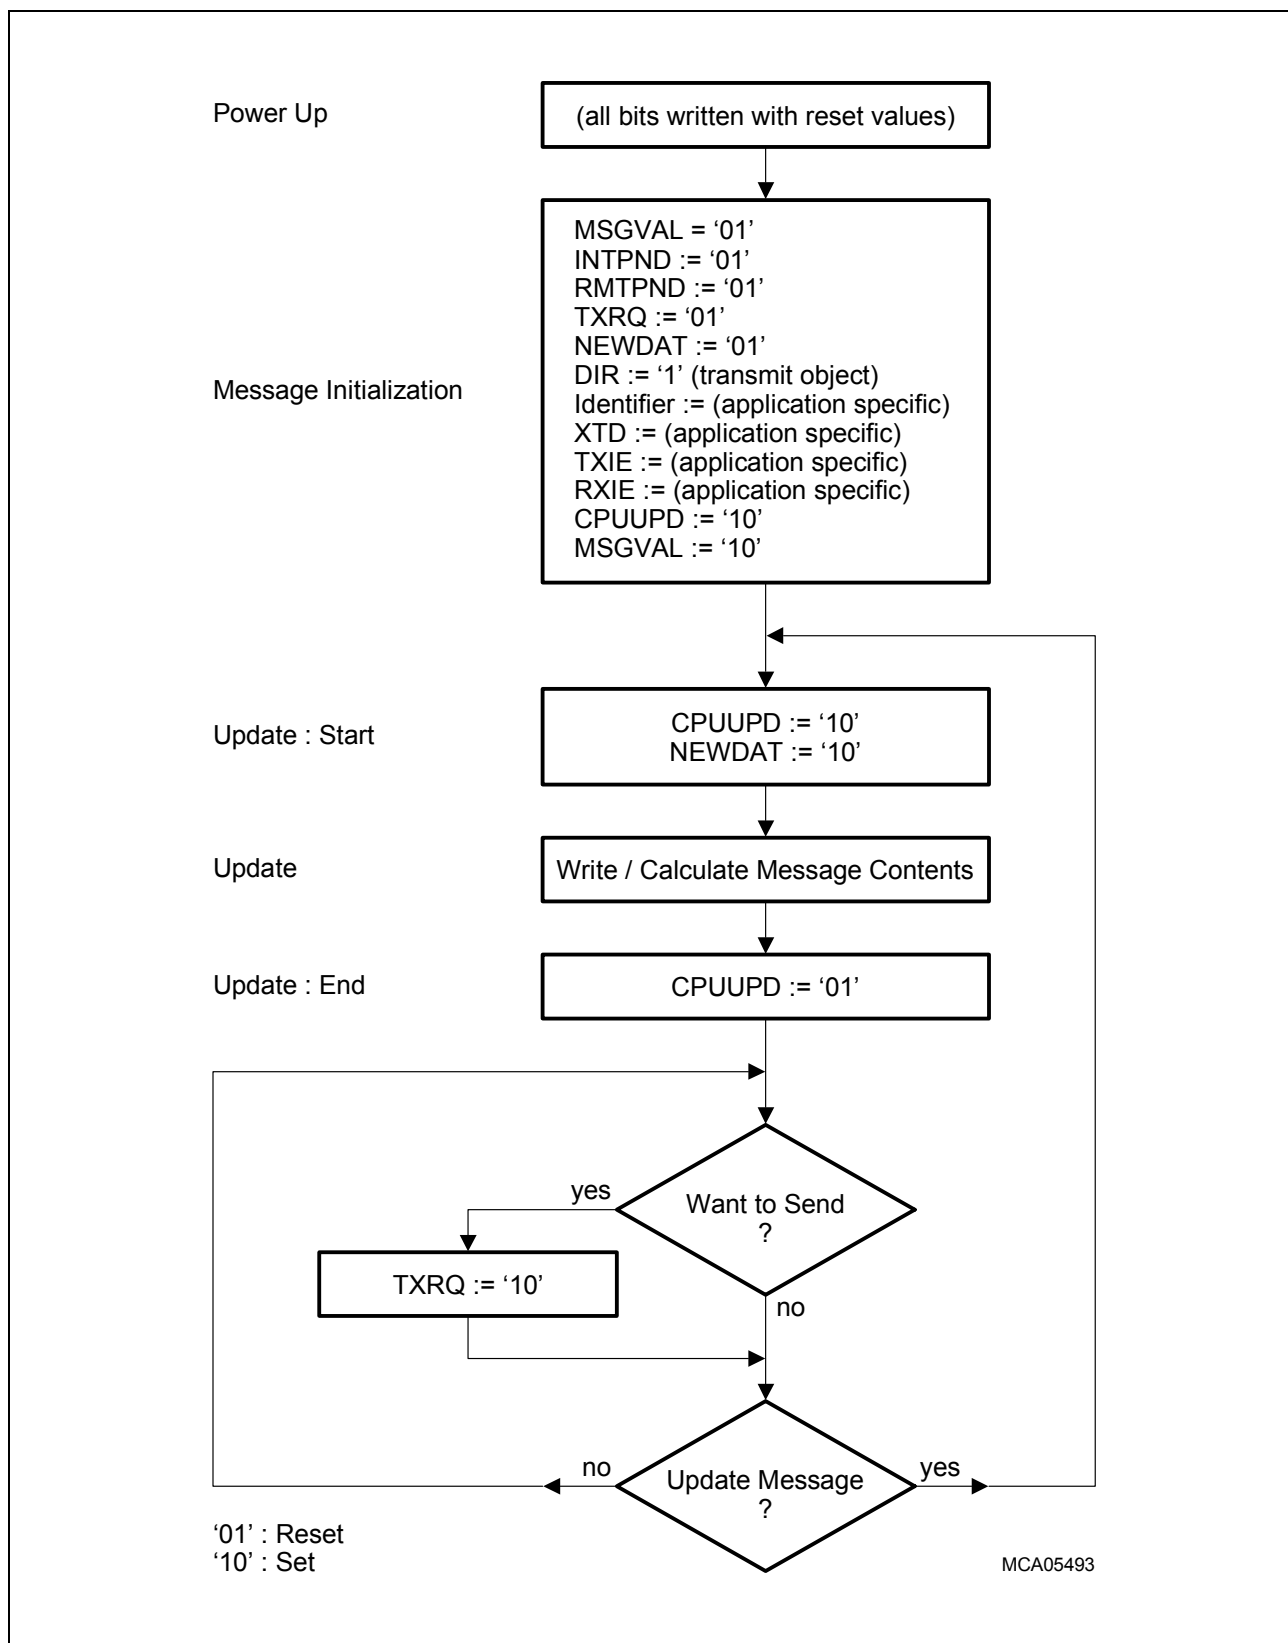 Power Up
(all bits written with reset values)
Message Initialization
MSGVAL = ‘01’
INTPND := ‘01’
RMTPND := ‘01’
TXRQ := ‘01’
NEWDAT := ‘01’
DIR := ‘1’ (transmit object)
Identifier := (application specific)
XTD := (application specific)
TXIE := (application specific)
RXIE := (application specific)
CPUUPD := ‘10’
MSGVAL := ‘10’
Update : Start
CPUUPD := ‘10’
NEWDAT := ‘10’
Update
Write / Calculate Message Contents
Update : End
CPUUPD := ‘01’
Want to Send
?
yes
TXRQ := ‘10’
no
Update Message
?
no
yes
‘01’ : Reset
‘10’ : Set
MCA05493